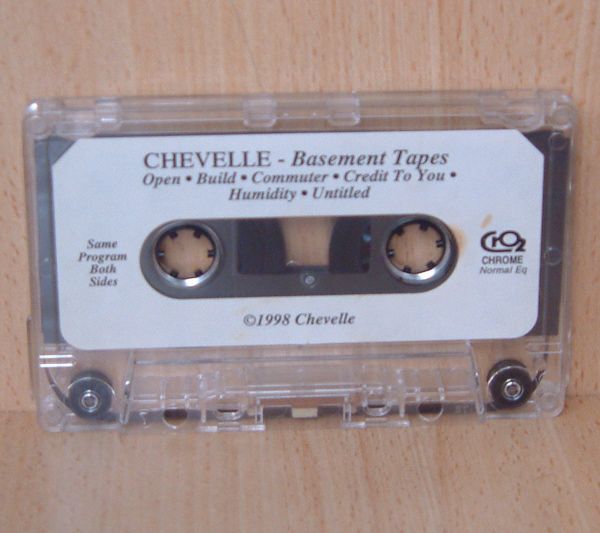 CHEVELLE - Basement Tapes
Open • Build • Commuter • Credit To You •
Humidity • Untitled
Same
Program
Both
Sides
CrO2
CHROME
Normal Eq
©1998 Chevelle